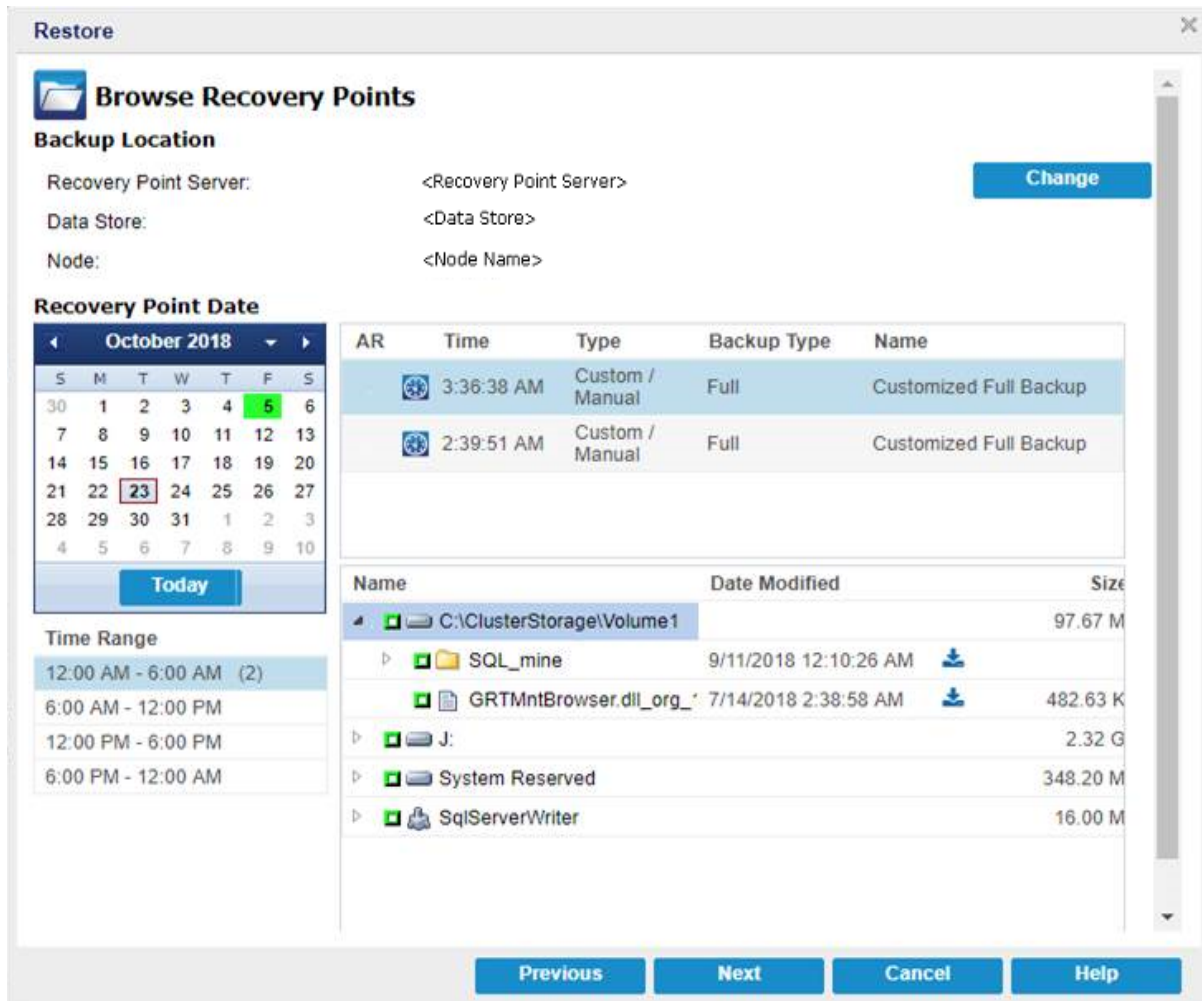 Restore
Browse Recovery Points
Backup Location
Recovery Point Server: <Recovery Point Server> Change
Data Store: <Data Store>
Node: <Node Name>
Recovery Point Date
October 2018
S M T W T F S
30 1 2 3 4 5 6
7 8 9 10 11 12 13
14 15 16 17 18 19 20
21 22 23 24 25 26 27
28 29 30 31 1 2 3
4 5 6 7 8 9 10
Today
Time Range
12:00 AM - 6:00 AM (2)
6:00 AM - 12:00 PM
12:00 PM - 6:00 PM
6:00 PM - 12:00 AM
AR Time Type Backup Type Name
3:36:38 AM Custom / Manual Full Customized Full Backup
2:39:51 AM Custom / Manual Full Customized Full Backup
Name Date Modified Size
C:\ClusterStorage\Volume1 97.67 M
SQL_mine 9/11/2018 12:10:26 AM
GRTMntBrowser.dll_org_ 7/14/2018 2:38:58 AM 482.63 K
J: 2.32 G
System Reserved 348.20 M
SqlServerWriter 16.00 M
Previous Next Cancel Help